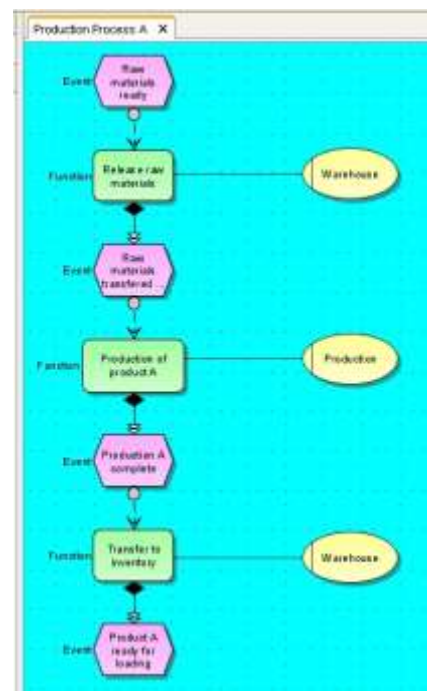 Production Process A X
Event
Raw
materials
ready
Function
Release raw
materials
Warehouse
Event
Raw
materials
transferred ...
Function
Production of
product A
Production
Event
Production A
complete
Function
Transfer to
Inventory
Warehouse
Event
Product A
ready for
loading